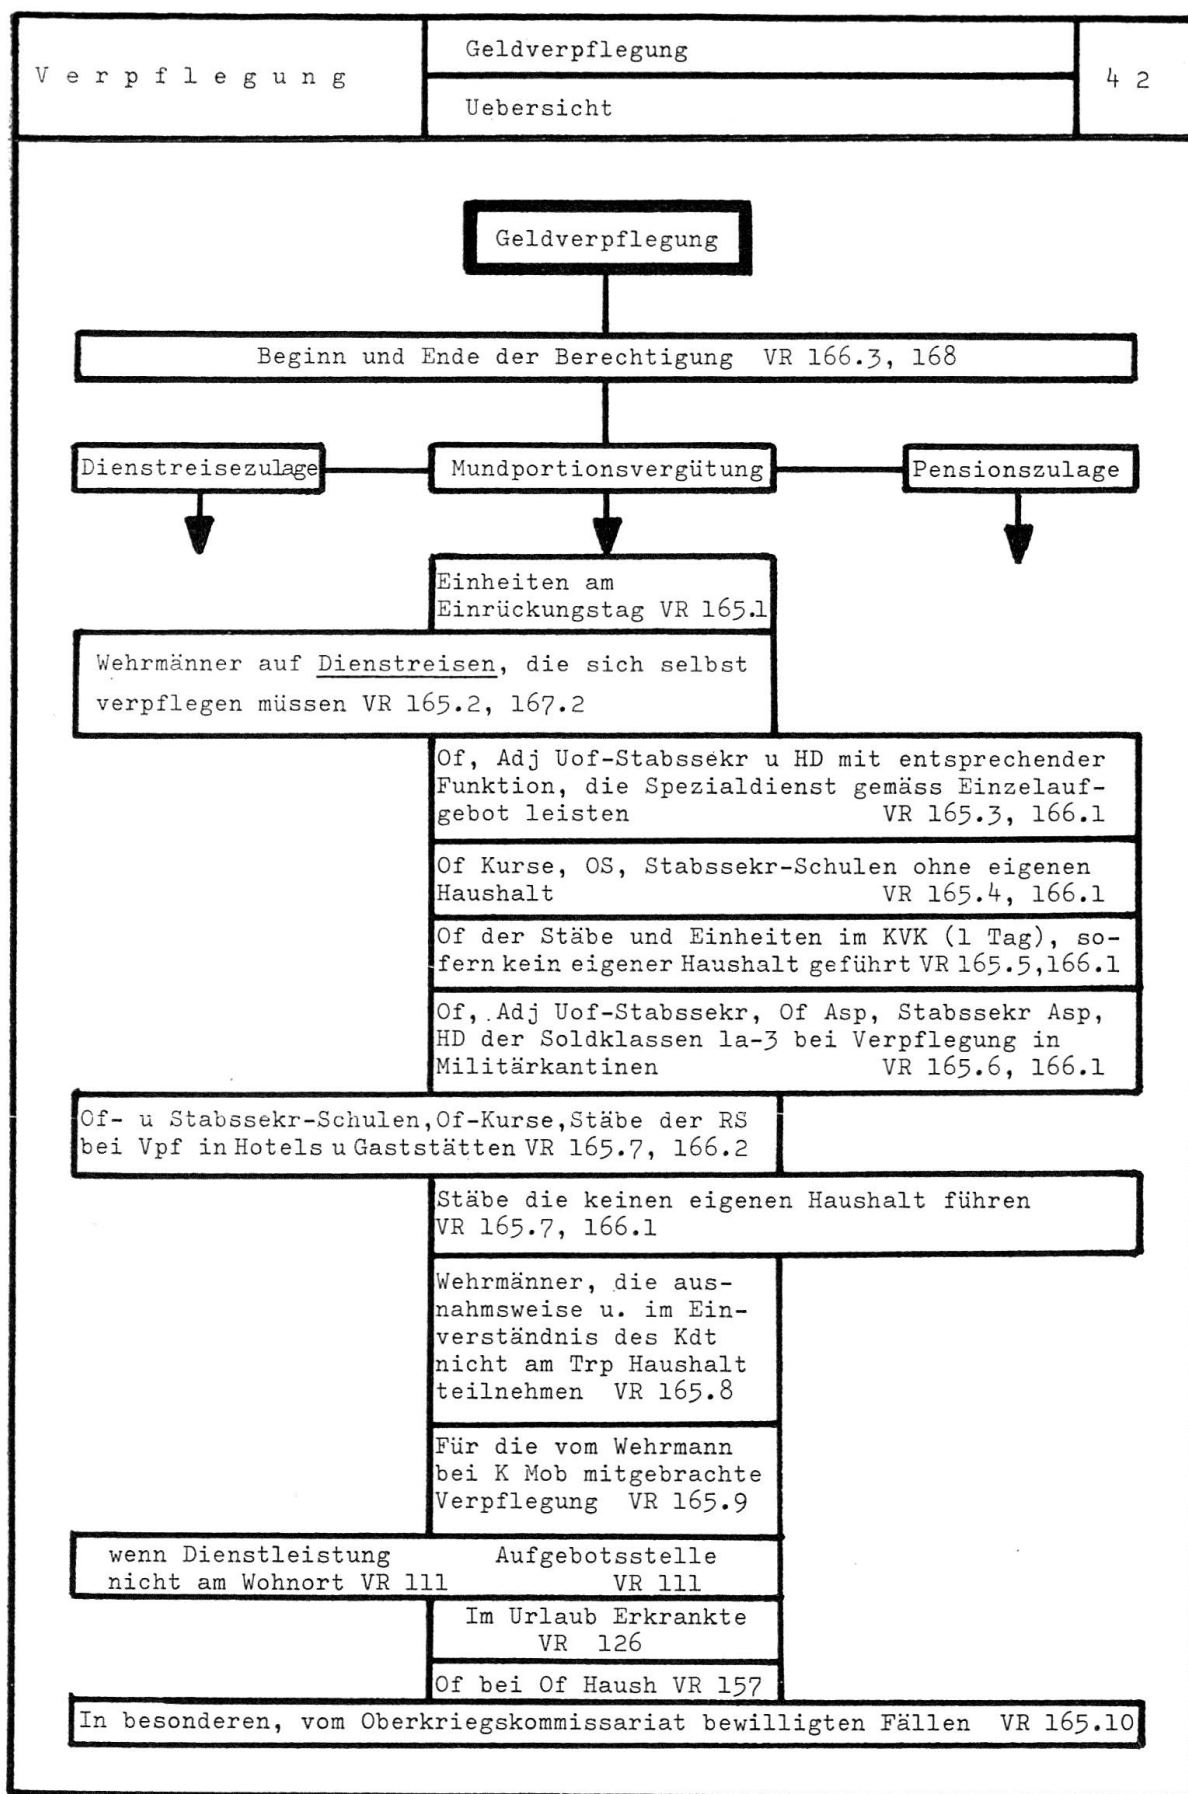 V e r p f l e g u n g
Geldverpflegung
Uebersicht
4 2
Geldverpflegung
Beginn und Ende der Berechtigung VR 166.3, 168
Dienstreisezulage
Mundportionsvergütung
Pensionszulage
Einheiten am
Einrückungstag VR 165.1
Wehrmänner auf Dienstreisen, die sich selbst
verpflegen müssen VR 165.2, 167.2
Of, Adj Uof-Stabssekr u HD mit entsprechender
Funktion, die Spezialdienst gemäss Einzelauf-
gebot leisten VR 165.3, 166.1
Of Kurse, OS, Stabssekr-Schulen ohne eigenen
Haushalt VR 165.4, 166.1
Of der Stäbe und Einheiten im KVK (1 Tag), so-
fern kein eigener Haushalt geführt VR 165.5,166.1
Of, Adj Uof-Stabssekr, Of Asp, Stabssekr Asp,
HD der Soldklassen 1a-3 bei Verpflegung in
Militärkantinen VR 165.6, 166.1
Of- u Stabssekr-Schulen,Of-Kurse,Stäbe der RS
bei Vpf in Hotels u Gaststätten VR 165.7, 166.2
Stäbe die keinen eigenen Haushalt führen
VR 165.7, 166.1
Wehrmänner, die aus-
nahmsweise u. im Ein-
verständnis des Kdt
nicht am Trp Haushalt
teilnehmen VR 165.8
Für die vom Wehrmann
bei K Mob mitgebrachte
Verpflegung VR 165.9
wenn Dienstleistung Aufgebotsstelle
nicht am Wohnort VR 111 VR 111
Im Urlaub Erkrankte
VR 126
Of bei Of Haush VR 157
In besonderen, vom Oberkriegskommissariat bewilligten Fällen VR 165.10